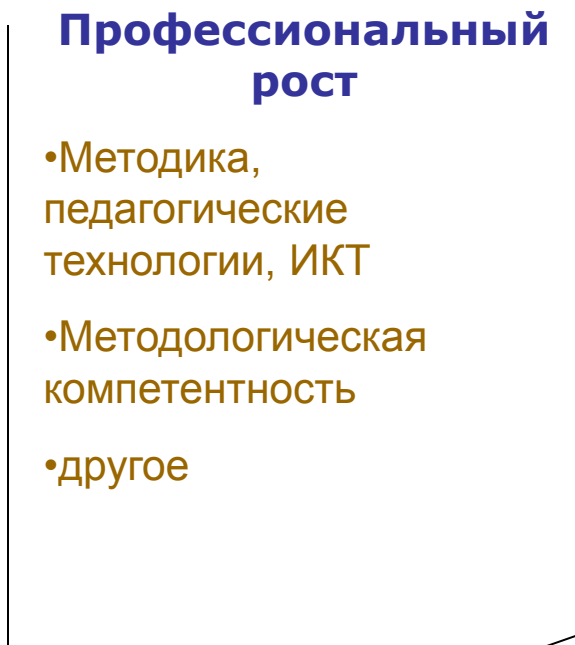 Профессиональный
рост
•Методика,
педагогические
технологии, ИКТ
•Методологическая
компетентность
•другое